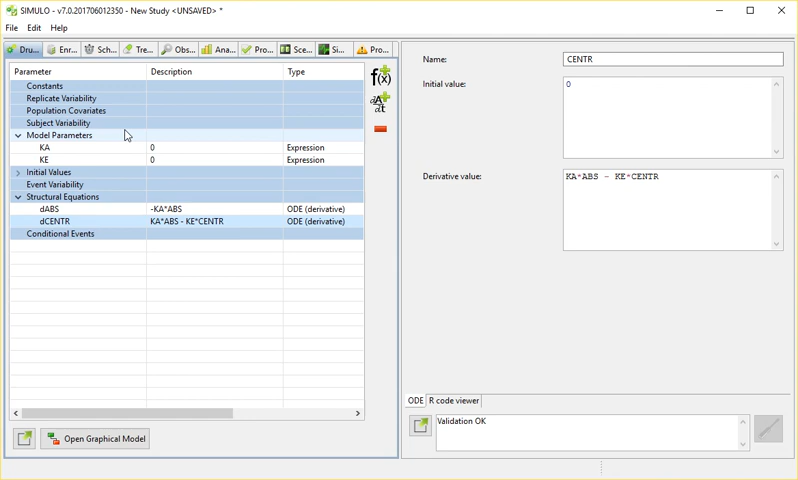 SIMULO - v7.0.201706012350 - New Study <UNSAVED> *
File Edit Help
Dru... Enr... Sch... Tre... Obs... Ana... Pro... Sce... Si... Pro...
Parameter Description Type
Constants
Replicate Variability
Population Covariates
Subject Variability
Model Parameters
KA 0 Expression
KE 0 Expression
Initial Values
Event Variability
Structural Equations
dABS -KA*ABS ODE (derivative)
dCENTR KA*ABS - KE*CENTR ODE (derivative)
Conditional Events
Open Graphical Model
f(x)
dA
dt
Name: CENTR
Initial value: 0
Derivative value: KA*ABS - KE*CENTR
ODE R code viewer
Validation OK